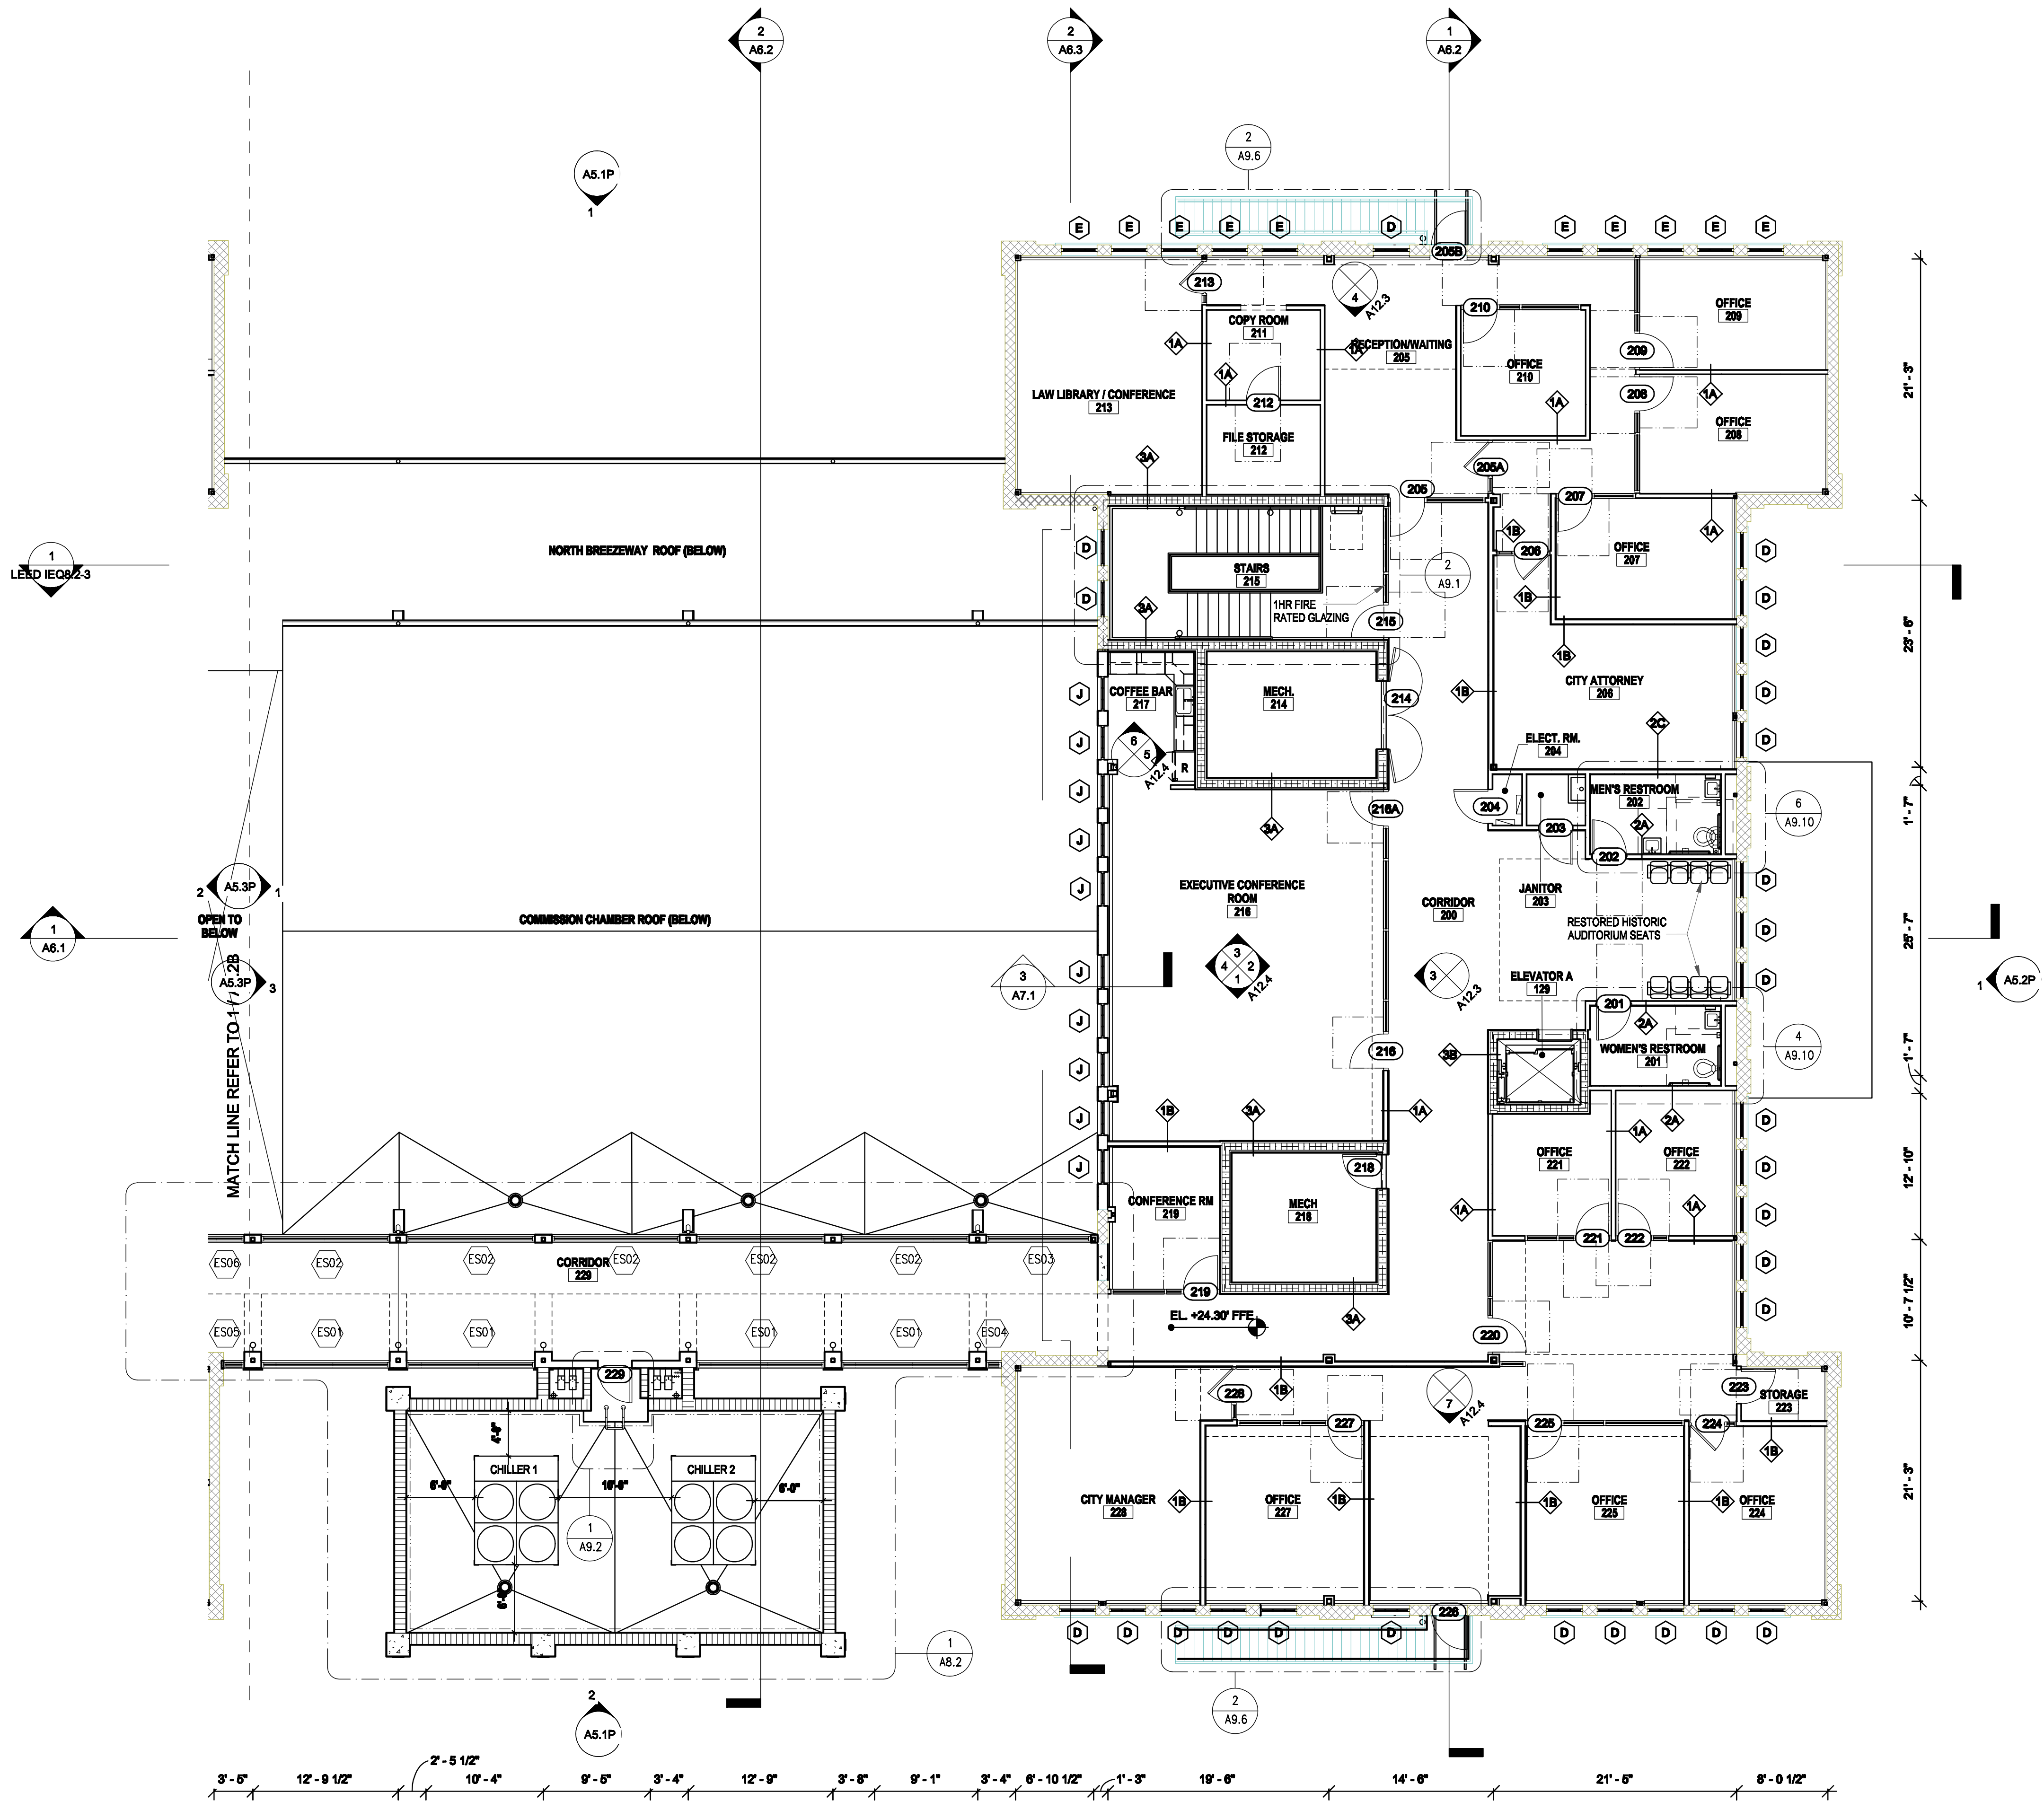 2
A6.2
2
A6.3
1
A6.2
2
A9.6
A5.1P
1
E E E E E D E E E E E
205B
213
4
A12.3
210
COPY ROOM
211
OFFICE
209
1A
1A
RECEPTION/WAITING
205
209
21' - 3"
OFFICE
210
1A
208
1A
LAW LIBRARY / CONFERENCE
213
212
1A
OFFICE
208
FILE STORAGE
212
3A
205A
205
207
1B
1A
NORTH BREEZEWAY ROOF (BELOW)
D
206
OFFICE
207
D
1
LEED IEQ8.2-3
STAIRS
215
2
A9.1
D
3A
1HR FIRE
RATED GLAZING
215
1B
D
D
1B
23' - 6"
COFFEE BAR
217
MECH.
214
214
1B
CITY ATTORNEY
206
J
D
2C
6
5
A12.4
J
ELECT. RM.
204
D
R
MEN'S RESTROOM
202
J
216A
204
6
A9.10
1' - 7"
3A
203
2A
J
202
J
EXECUTIVE CONFERENCE
ROOM
216
JANITOR
203
D
CORRIDOR
200
2
A5.3P
1
OPEN TO
BELOW
COMMISSION CHAMBER ROOF (BELOW)
RESTORED HISTORIC
AUDITORIUM SEATS
D
1
A6.1
25' - 7"
3
4
2
1
A12.4
3
A12.3
ELEVATOR A
129
D
3
A7.1
J
A5.3P
3
1
A5.2P
MATCH LINE REFER TO 1
.2B
201
J
2A
216
3B
WOMEN'S RESTROOM
201
4
A9.10
1' - 7"
J
1B
3A
1A
2A
D
J
1A
OFFICE
221
OFFICE
222
12' - 10"
J
218
D
CONFERENCE RM
219
MECH
218
1A
1A
D
221
222
ES06
ES02
ES02
CORRIDOR
229
ES02
ES02
ES02
ES03
D
219
EL. +24.30' FFE
3A
D
10' - 7 1/2"
ES05
ES01
ES01
ES01
ES01
ES04
220
229
1B
228
7
A12.4
223
STORAGE
223
227
225
224
1B
4'-8"
CHILLER 1
CHILLER 2
6'-0"
10'-6"
6'-0"
21' - 3"
CITY MANAGER
228
1B
OFFICE
227
1B
1B
OFFICE
225
1B
OFFICE
224
1
A9.2
226
D D D D D D D D D D D
1
A8.2
2
A9.6
2
A5.1P
2' - 5 1/2"
3' - 5"
12' - 9 1/2"
10' - 4"
9' - 5"
3' - 4"
12' - 9"
3' - 8"
9' - 1"
3' - 4"
6' - 10 1/2"
1' - 3"
19' - 6"
14' - 6"
21' - 5"
8' - 0 1/2"